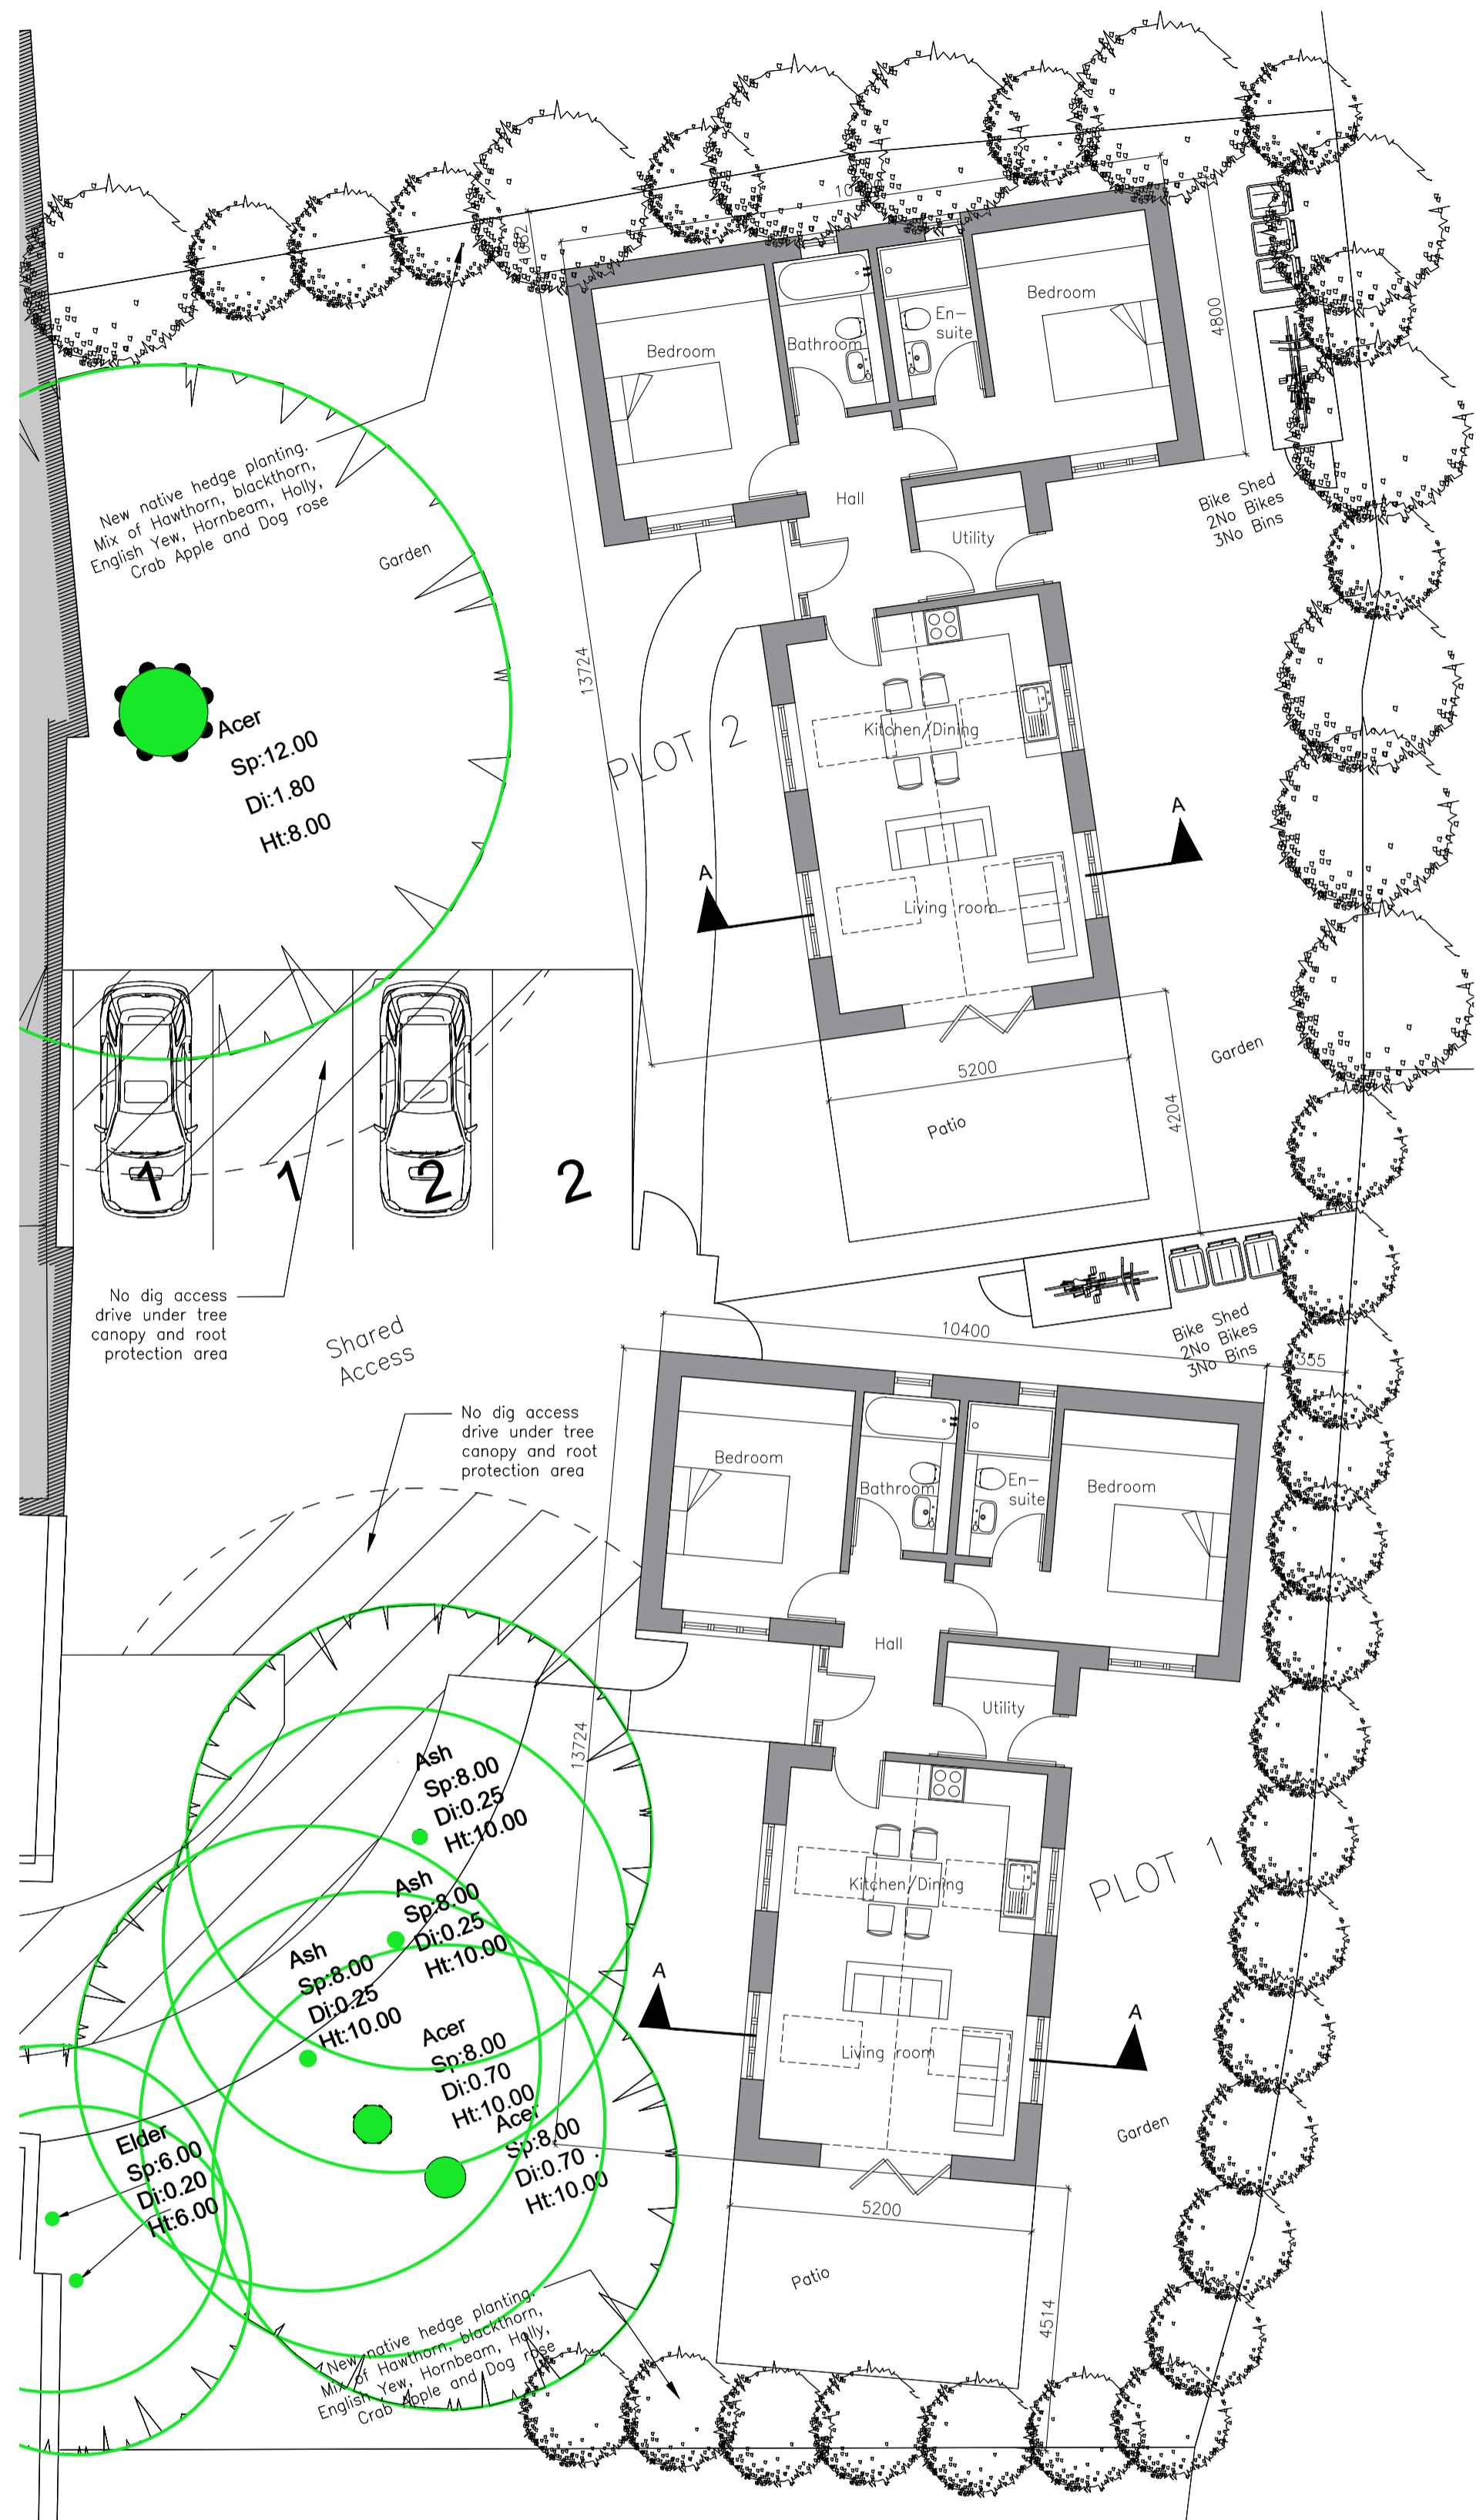 10
1082
4800
Bedroom
Bathroom
En-
suite
Bedroom
New native hedge planting.
Mix of Hawthorn, blackthorn,
English Yew, Hornbeam, Holly,
Crab Apple and Dog rose
Garden
Hall
Utility
Bike Shed
2No Bikes
3No Bins
13724
Acer
Sp:12.00
Di:1.80
Ht:8.00
PLOT 2
Kitchen/Dining
A
A
Living room
Garden
5200
4204
Patio
1
1
2
2
No dig access
drive under tree
canopy and root
protection area
Shared
Access
10400
Bike Shed
2No Bikes
3No Bins
355
No dig access
drive under tree
canopy and root
protection area
Bedroom
Bathroom
En-
suite
Bedroom
Hall
Utility
13724
Ash
Sp:8.00
Di:0.25
Ht:10.00
Ash
Sp:8.00
Di:0.25
Ht:10.00
Ash
Sp:8.00
Di:0.25
Ht:10.00
Kitchen/Dining
PLOT 1
A
A
Living room
Acer
Sp:8.00
Di:0.70
Ht:10.00
Acer
Sp:8.00
Di:0.70
Ht:10.00
Elder
Sp:6.00
Di:0.20
Ht:6.00
Garden
5200
Patio
4514
New native hedge planting.
Mix of Hawthorn, blackthorn,
English Yew, Hornbeam, Holly,
Crab Apple and Dog rose